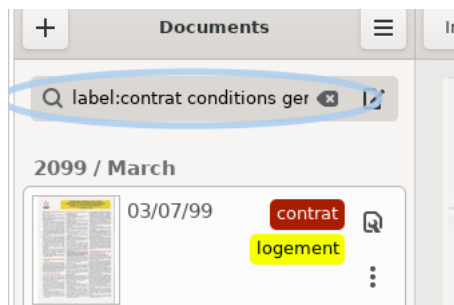 Documents
label:contrat conditions ger
2099 / March
03/07/99
contrat
logement